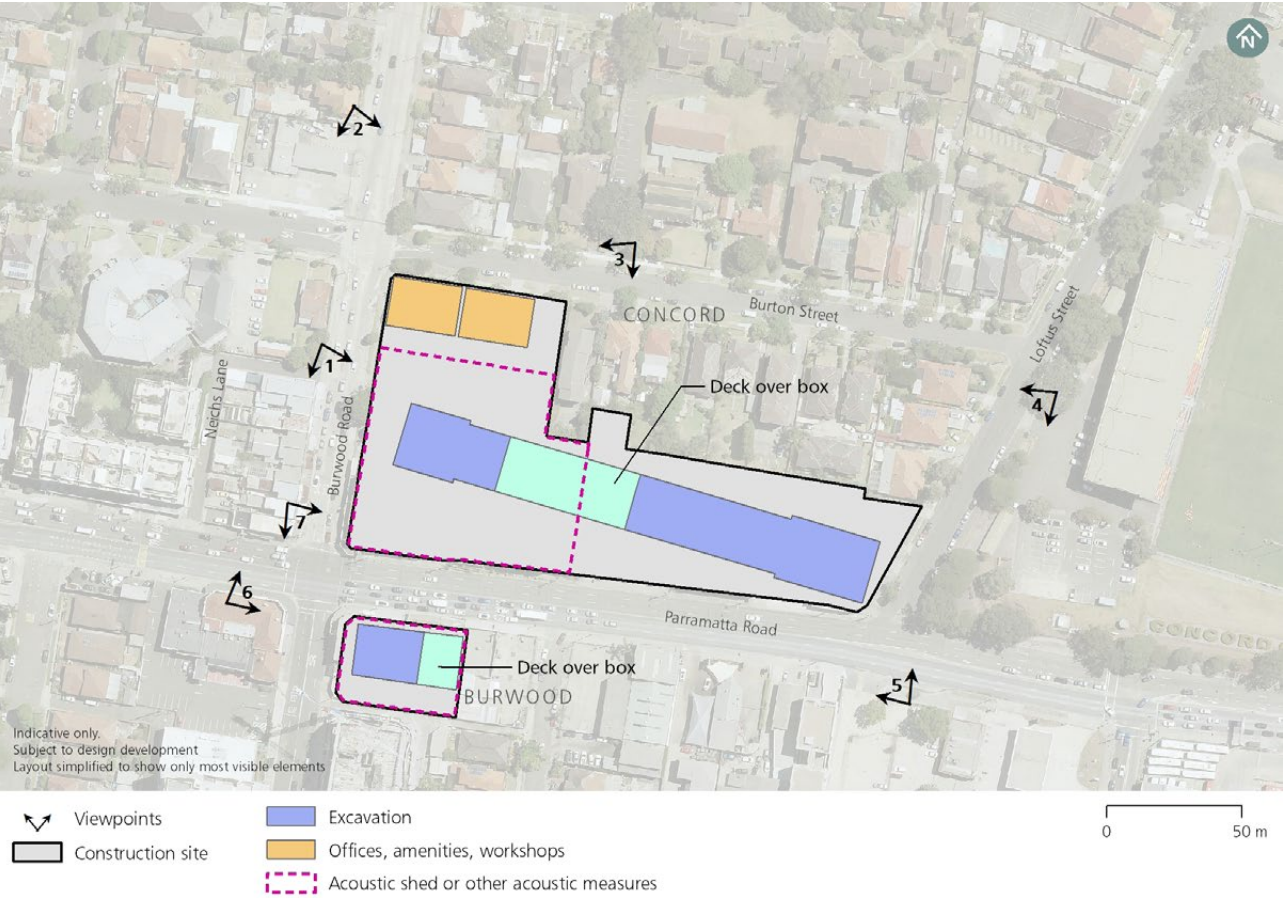 N
2
3
CONCORD
Burton Street
Loftus Street
1
Neichs Lane
Deck over box
4
Burwood Road
7
6
Parramatta Road
Deck over box
5
BURWOOD
CONCORD
Indicative only.
Subject to design development
Layout simplified to show only most visible elements
Viewpoints
Construction site
Excavation
Offices, amenities, workshops
Acoustic shed or other acoustic measures
0 50 m